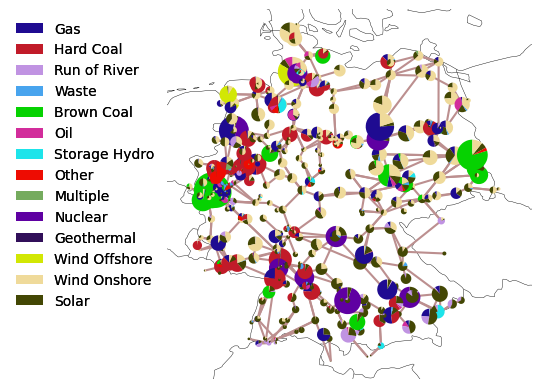 Gas
Hard Coal
Run of River
Waste
Brown Coal
Oil
Storage Hydro
Other
Multiple
Nuclear
Geothermal
Wind Offshore
Wind Onshore
Solar